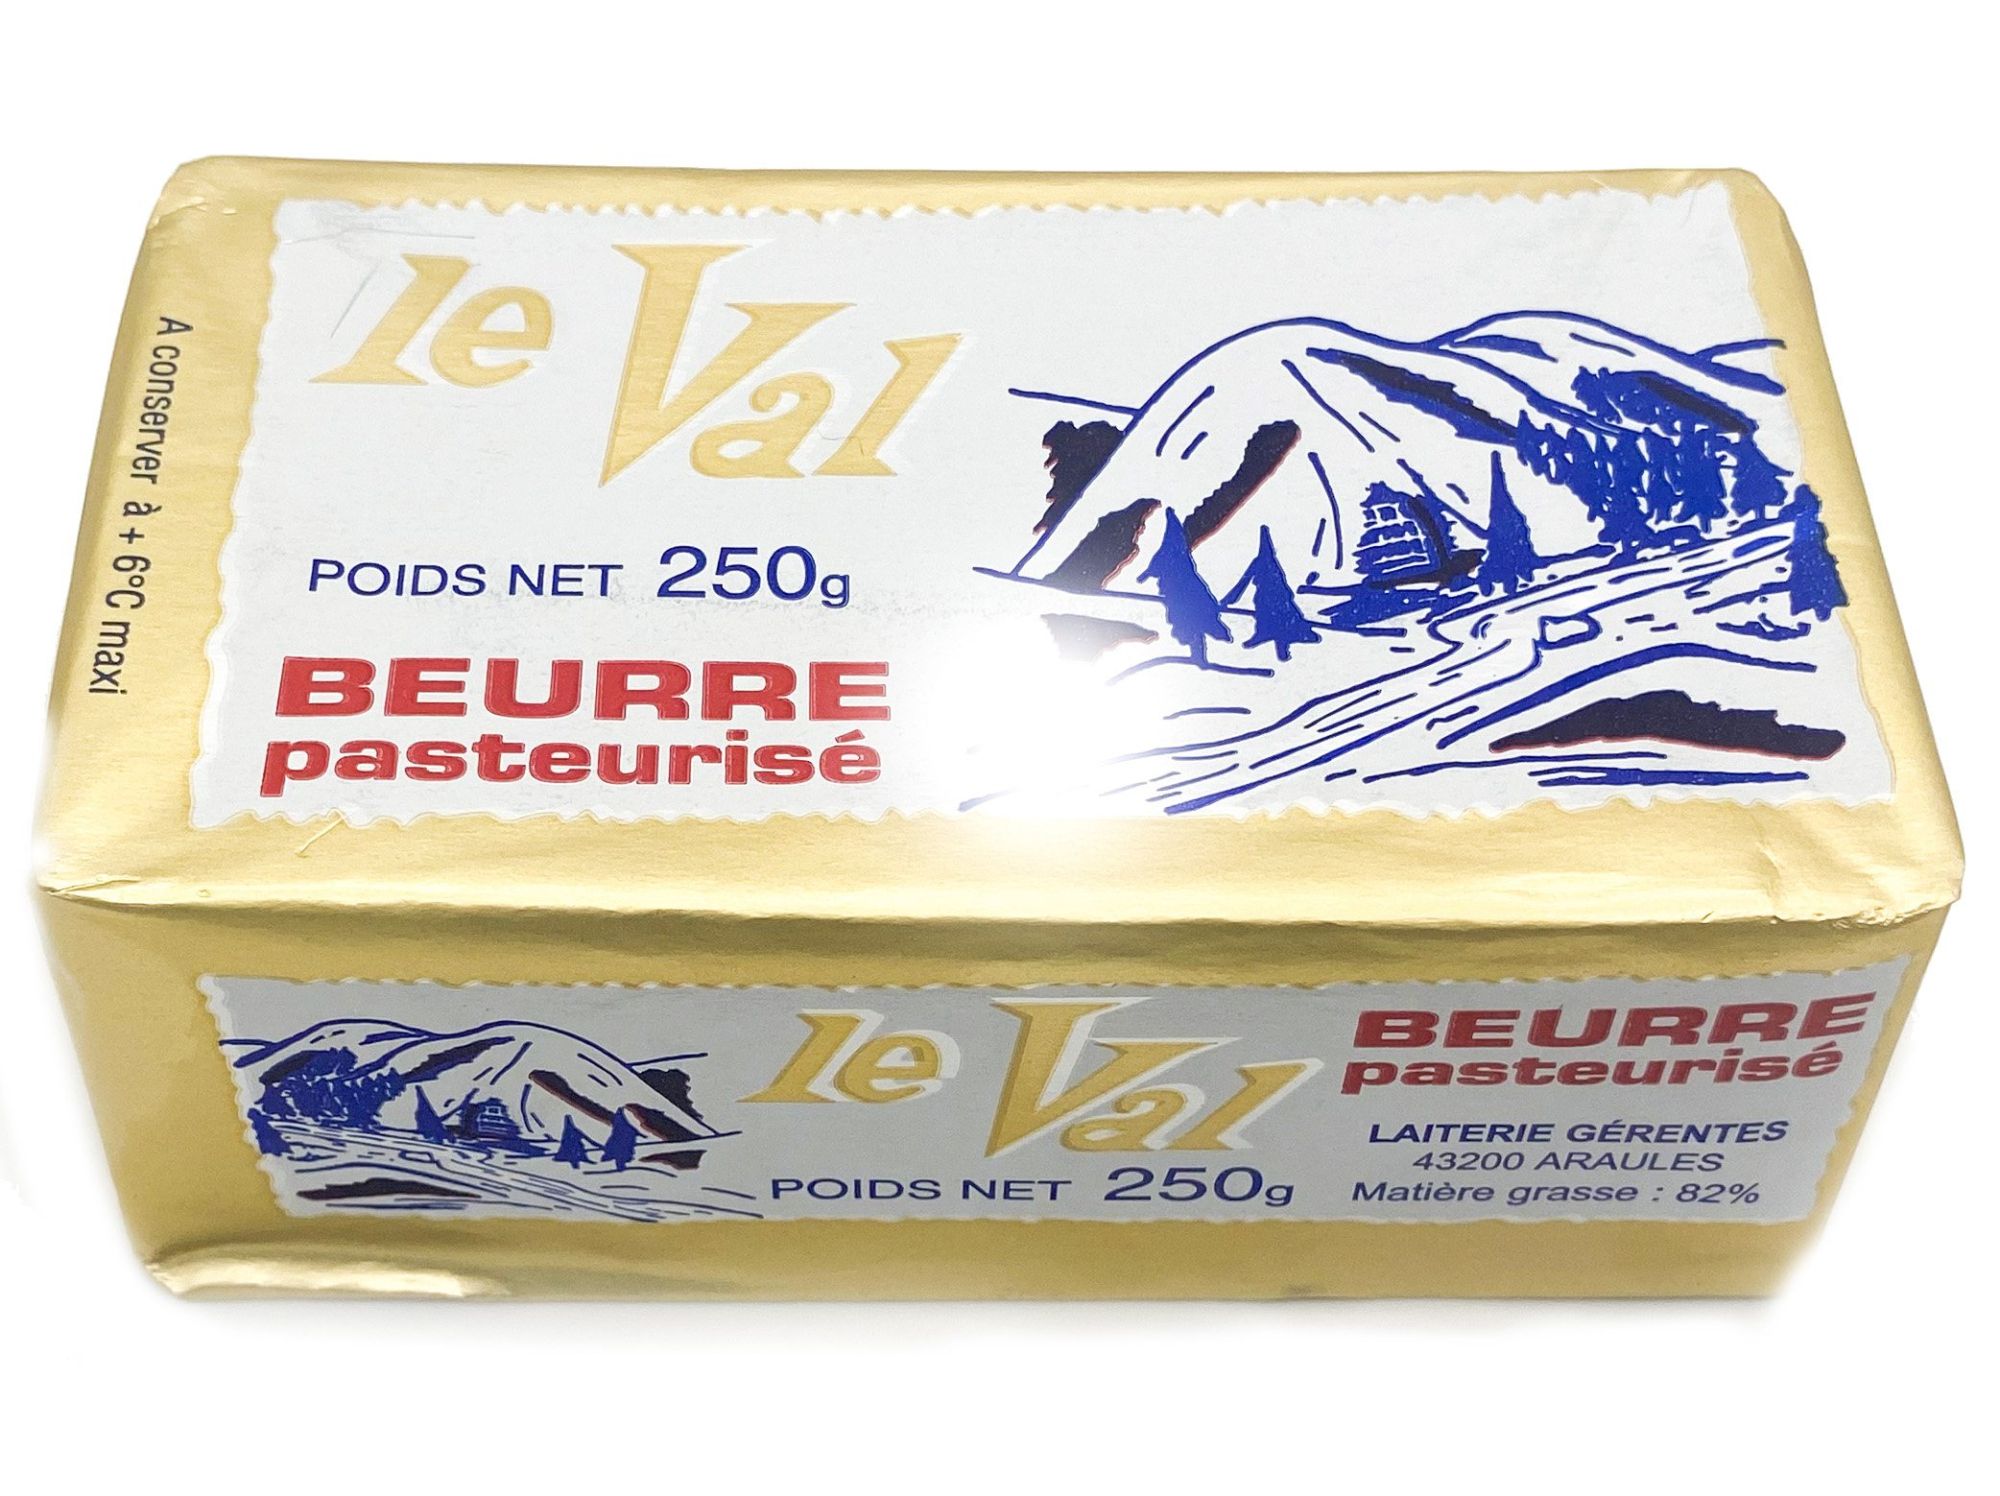 le Val
POIDS NET 250g
BEURRE
pasteurisé
A conserver à + 6°C maxi
le Val
POIDS NET 250g
BEURRE
pasteurisé
LAITERIE GÉRENTES
43200 ARAULES
Matière grasse : 82%